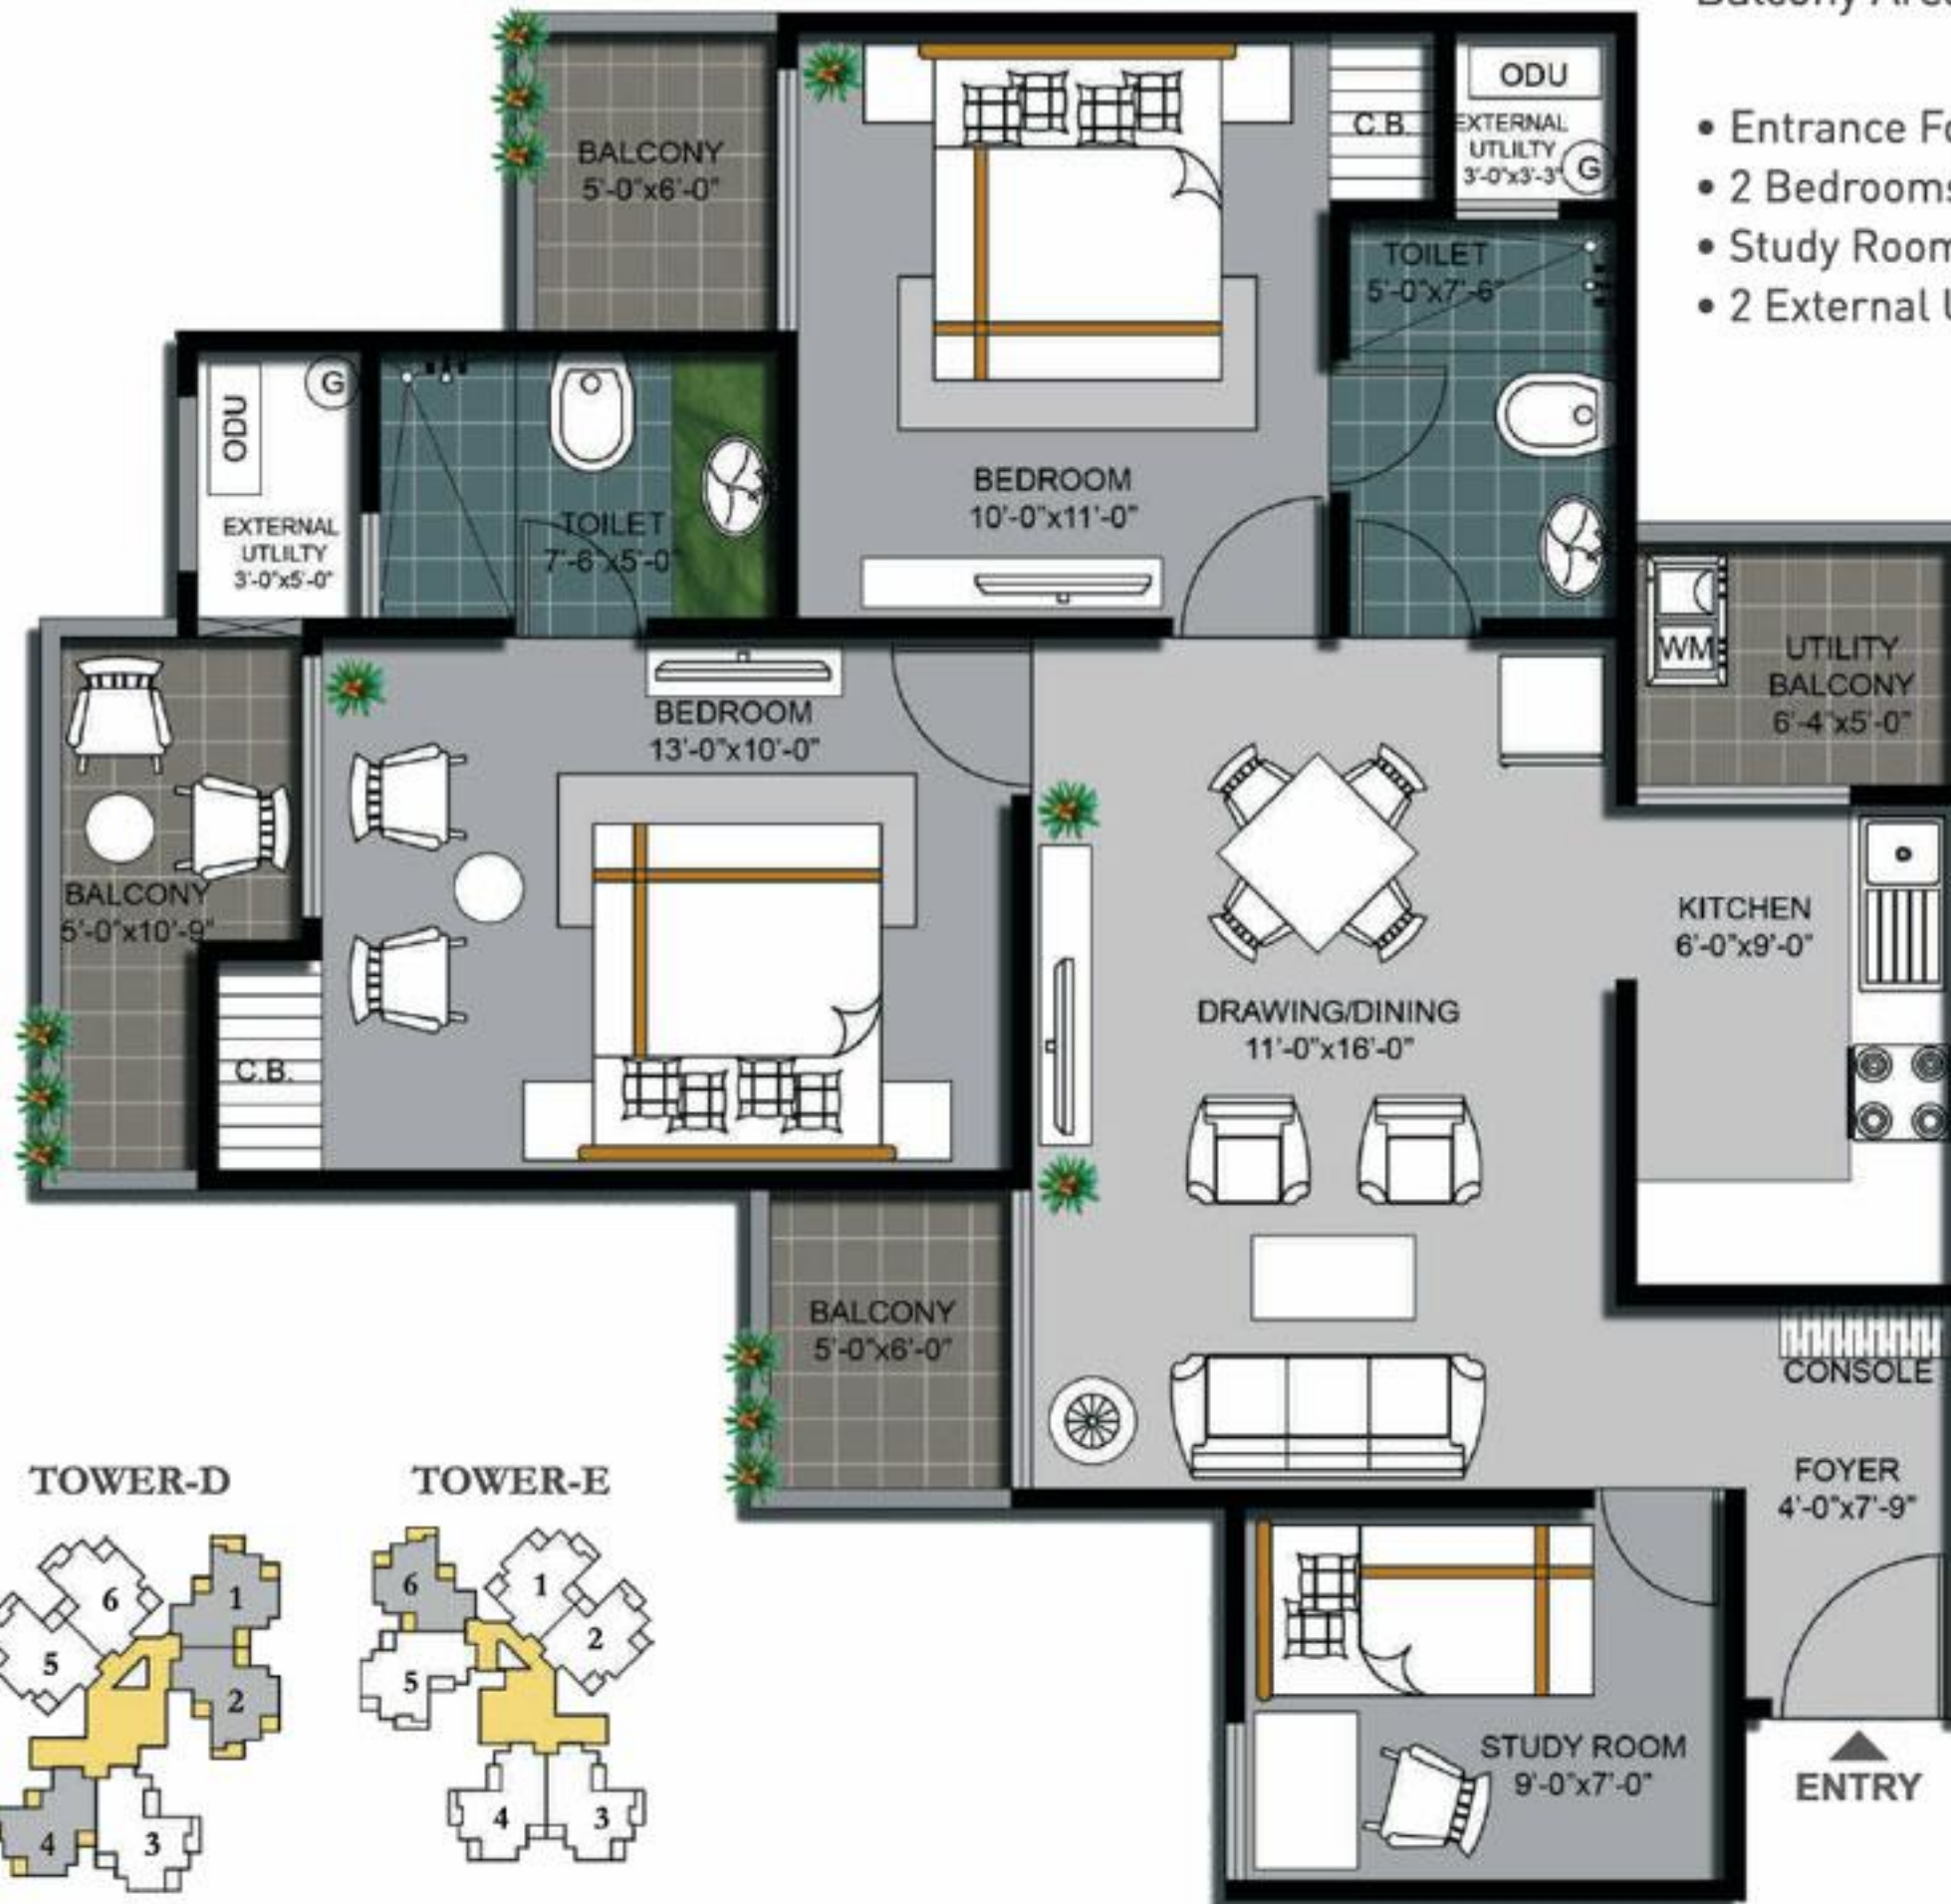 • 2 Bedrooms
BALCONY
5'-0"x6'-0"
C.B.
ODU
EXTERNAL
UTLILTY
3'-0"x3'-3"
G
TOILET
5'-0"x7'-6"
BEDROOM
10'-0"x11'-0"
ODU
G
EXTERNAL
UTLILTY
3'-0"x5'-0"
TOILET
7'-6"x5'-0"
WM
UTILITY
BALCONY
6'-4"x5'-0"
BEDROOM
13'-0"x10'-0"
BALCONY
5'-0"x10'-9"
C.B.
KITCHEN
6'-0"x9'-0"
DRAWING/DINING
11'-0"x16'-0"
BALCONY
5'-0"x6'-0"
CONSOLE
FOYER
4'-0"x7'-9"
STUDY ROOM
9'-0"x7'-0"
ENTRY
TOWER-D
6
1
5
2
4
3
TOWER-E
6
1
2
5
4
3
• Entrance
• Study Room
• 2 External